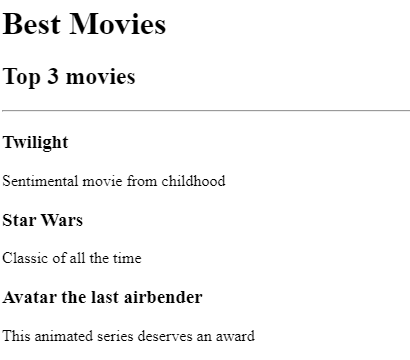 Best Movies
Top 3 movies
Twilight
Sentimental movie from childhood
Star Wars
Classic of all the time
Avatar the last airbender
This animated series deserves an award